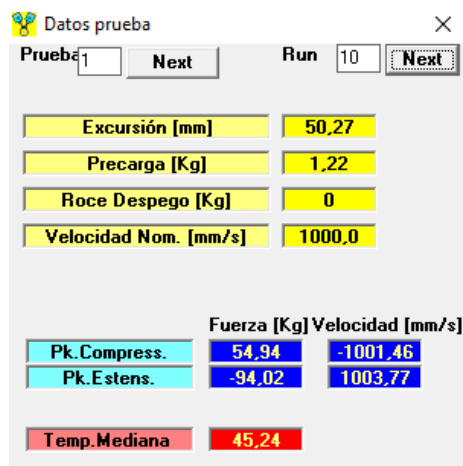 Datos prueba
Prueba 1 Next Run 10 Next
Excursión [mm] 50,27
Precarga [Kg] 1,22
Roce Despego [Kg] 0
Velocidad Nom. [mm/s] 1000,0
Fuerza [Kg] Velocidad [mm/s]
Pk.Compress. 54,94 -1001,46
Pk.Estens. -94,02 1003,77
Temp.Mediana 45,24